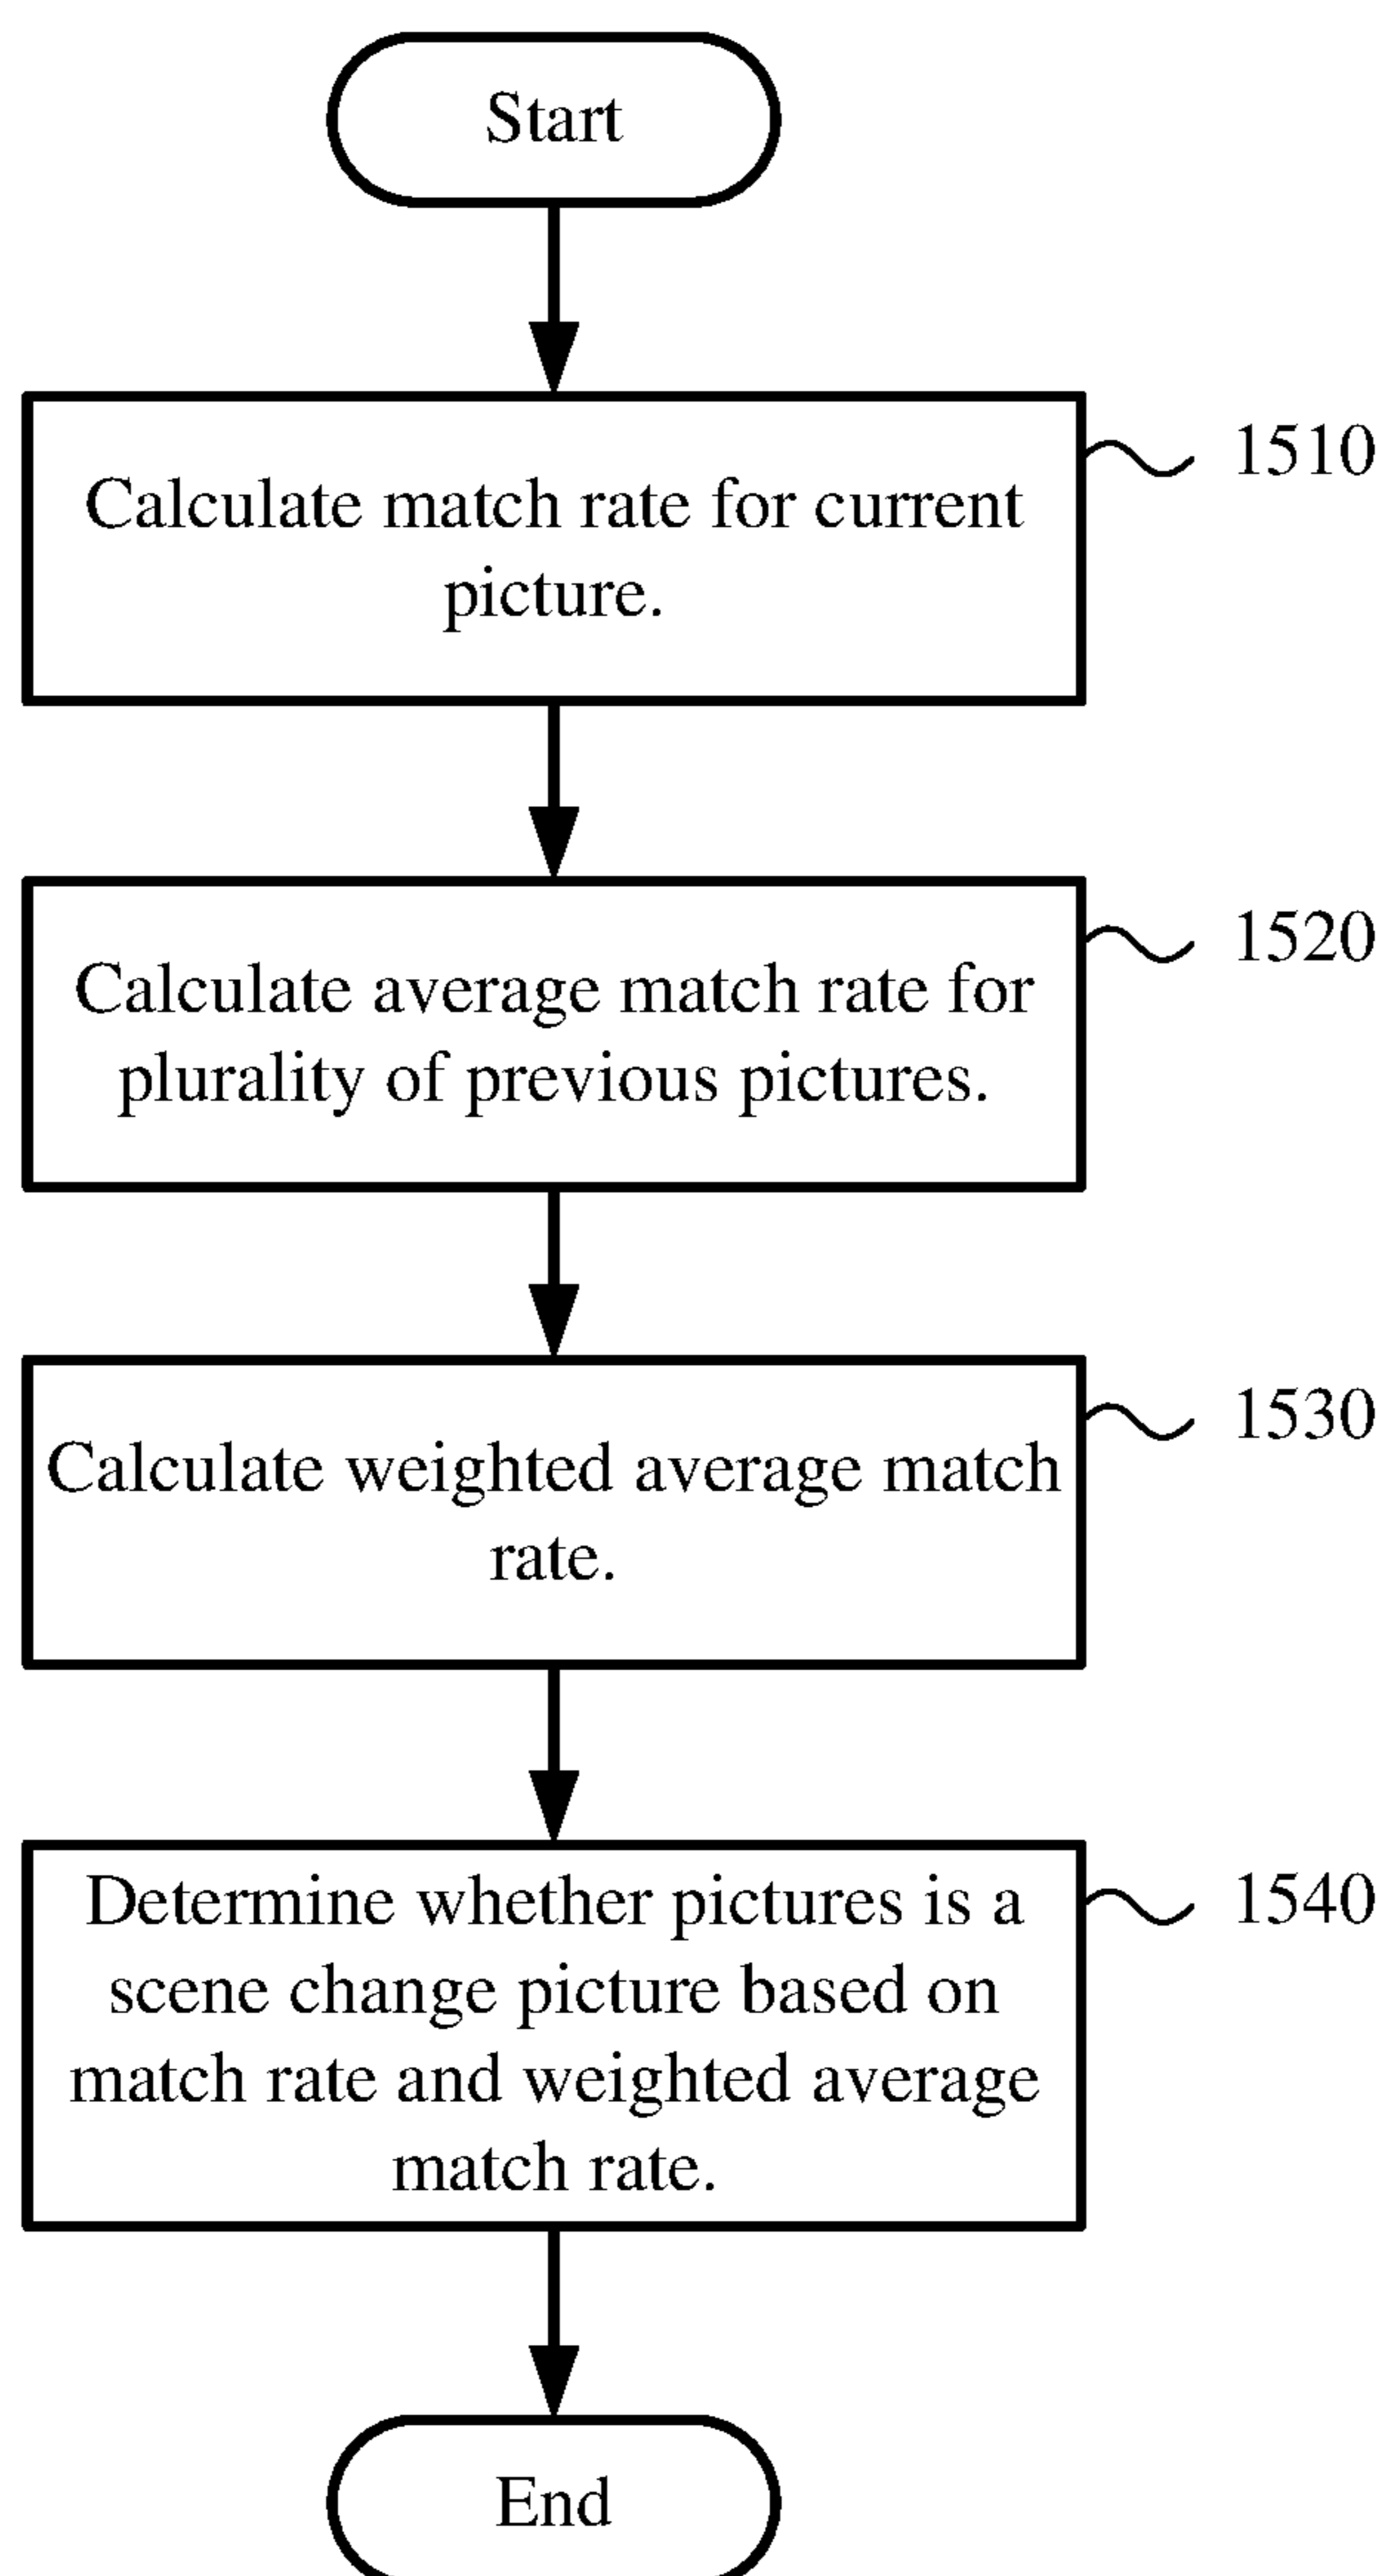 Start
Calculate match rate for current
picture.
1510
Calculate average match rate for
plurality of previous pictures.
1520
Calculate weighted average match
rate.
1530
Determine whether pictures is a
scene change picture based on
match rate and weighted average
match rate.
1540
End